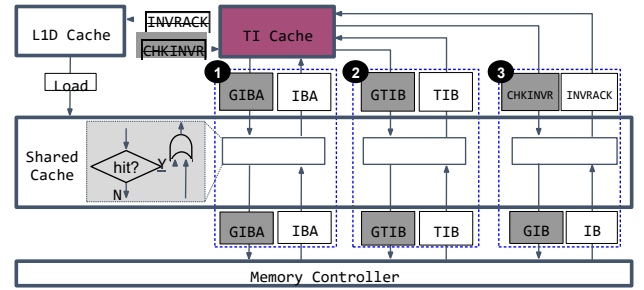 L1D Cache
INVRACK
CHKINVR
TI Cache
Load
1
2
3
GIBA
IBA
GTIB
TIB
CHKINVR
INVRACK
Shared
Cache
hit?
Y
N
GIBA
IBA
GTIB
TIB
GIB
IB
Memory Controller